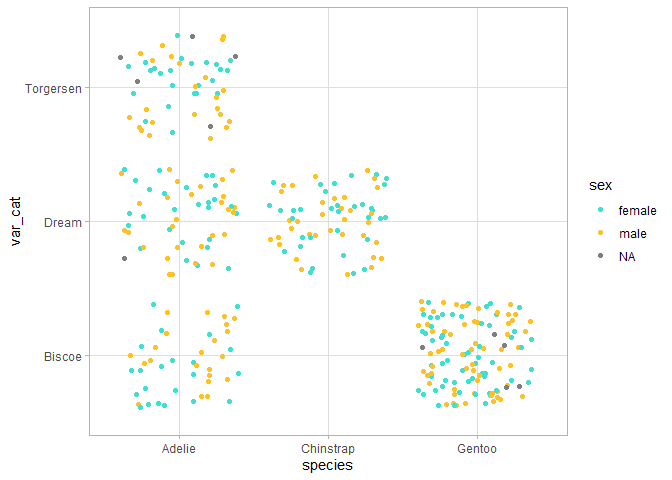 Torgersen
Dream
Biscoe
var_cat
Adelie
Chinstrap
Gentoo
species
sex
female
male
NA